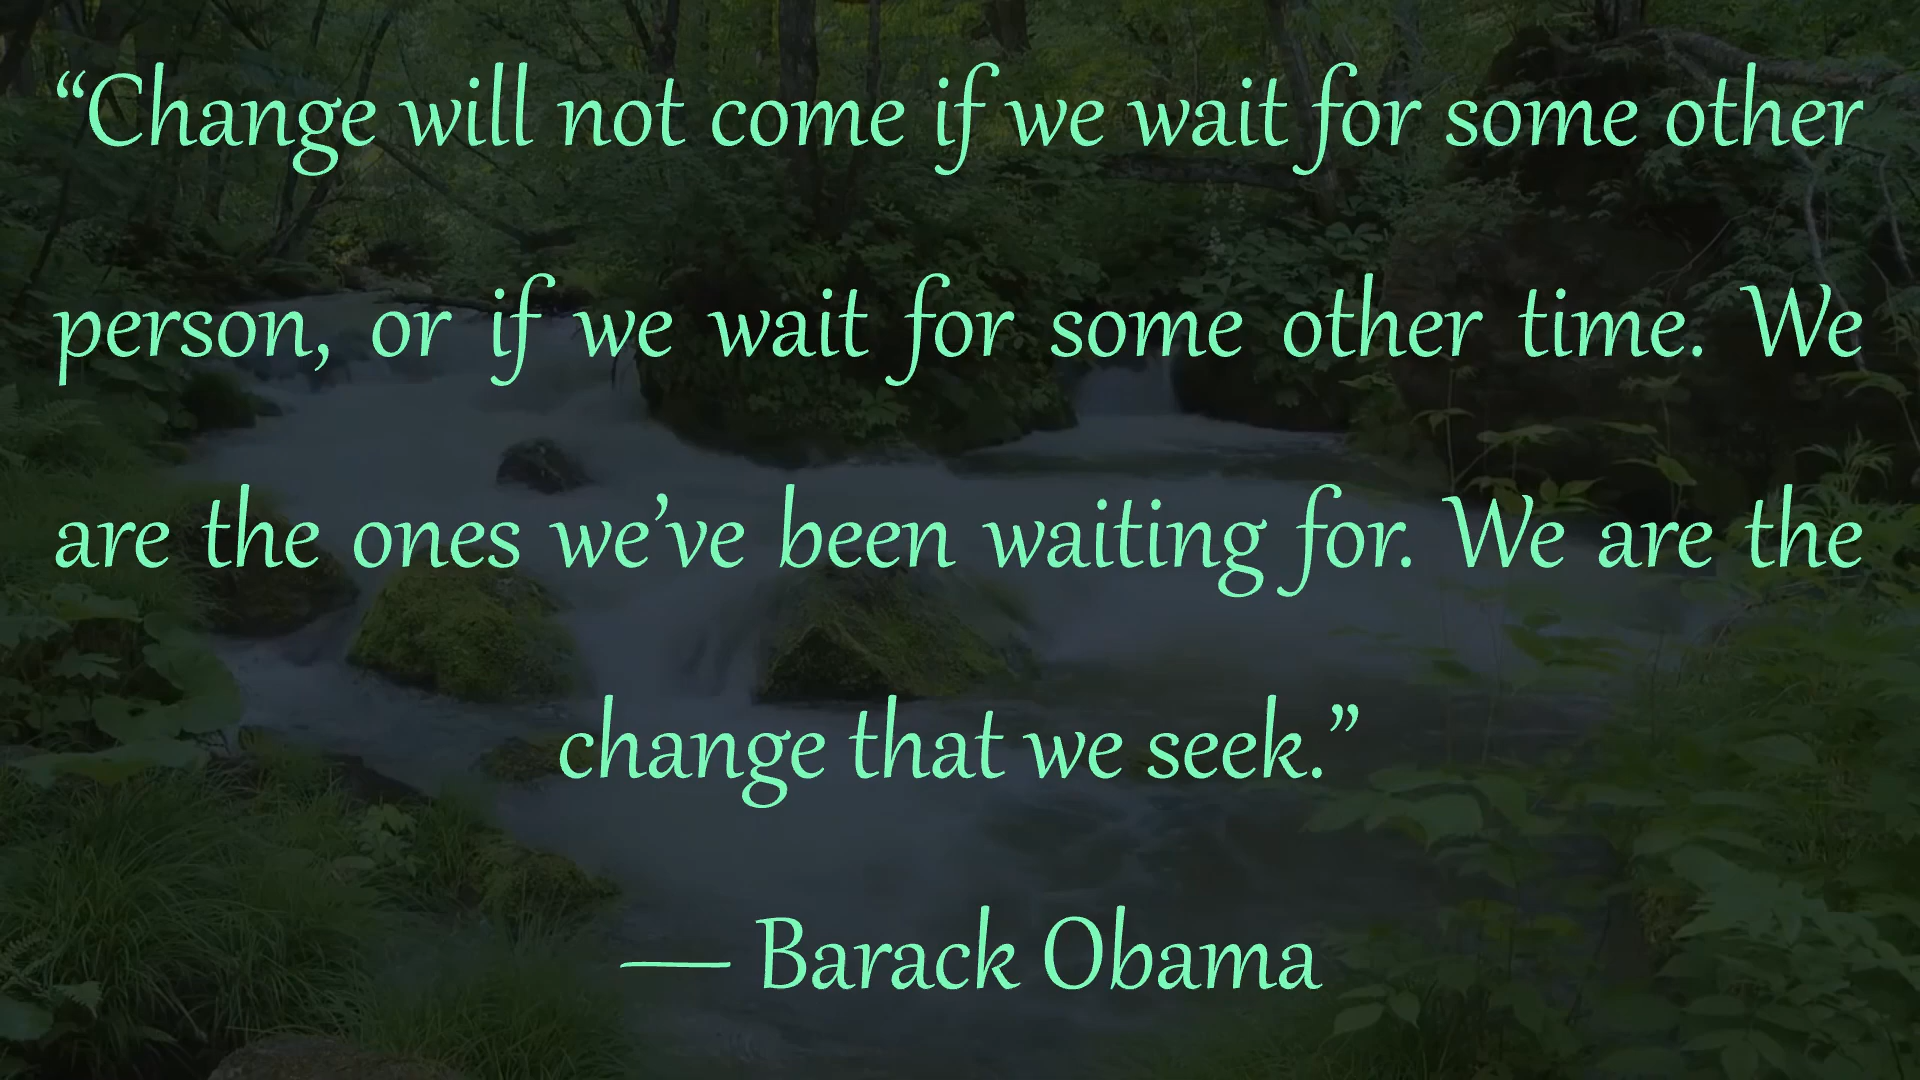 “Change will not come if we wait for some other
person, or if we wait for some other time. We
are the ones we’ve been waiting for. We are the
change that we seek.”
— Barack Obama